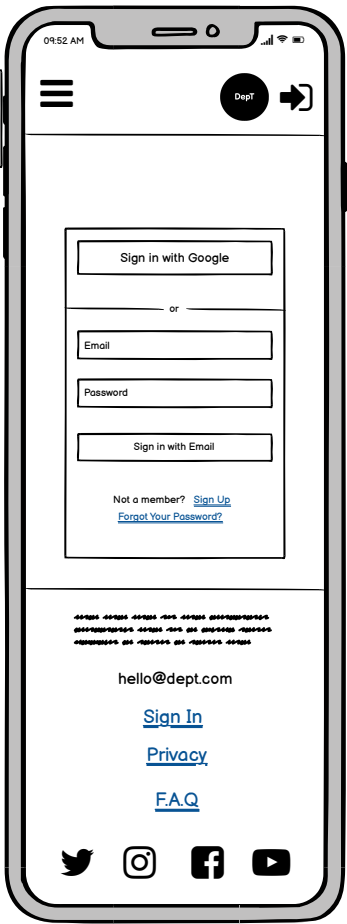 09:52 AM
DepT
Sign in with Google
or
Email
Password
Sign in with Email
Not a member? Sign Up
Forgot Your Password?
hello@dept.com
Sign In
Privacy
F.A.Q